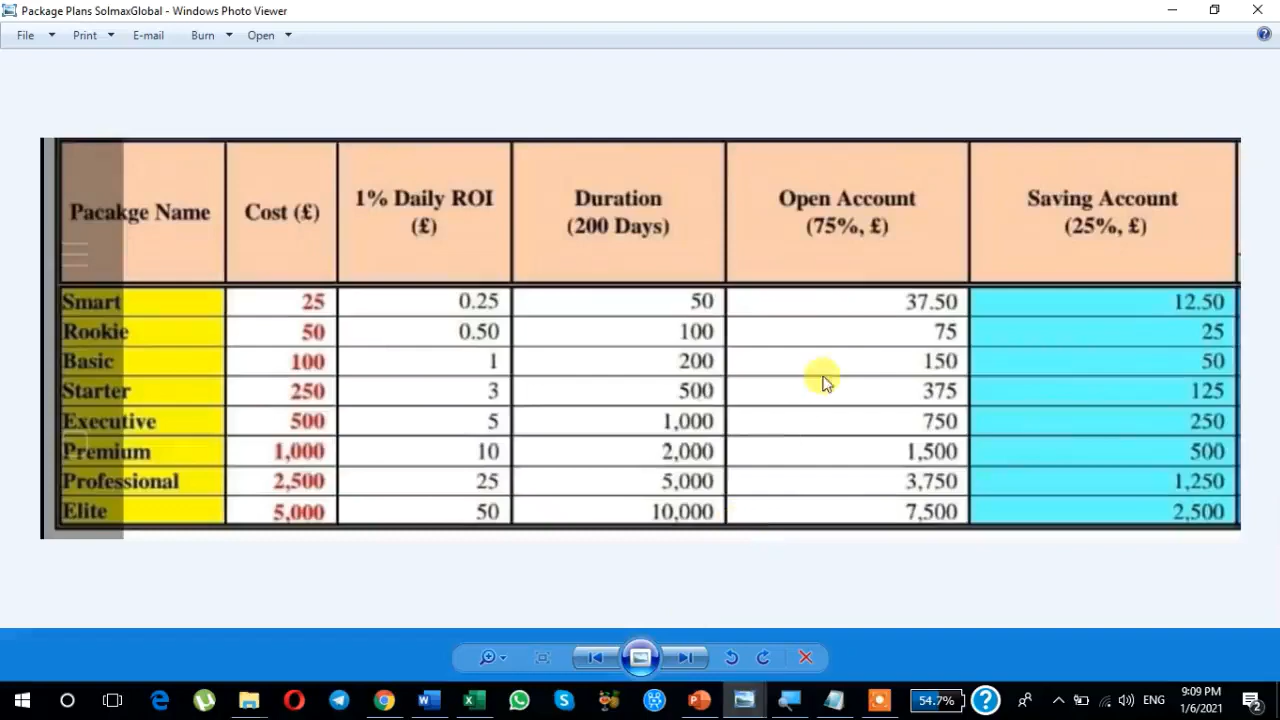 Package Plans SolmaxGlobal - Windows Photo Viewer
File Print E-mail Burn Open
Pacakge Name Cost (£) 1% Daily ROI (£) Duration (200 Days) Open Account (75%, £) Saving Account (25%, £)
Smart 25 0.25 50 37.50 12.50
Rookie 50 0.50 100 75 25
Basic 100 1 200 150 50
Starter 250 3 500 375 125
Executive 500 5 1,000 750 250
Premium 1,000 10 2,000 1,500 500
Professional 2,500 25 5,000 3,750 1,250
Elite 5,000 50 10,000 7,500 2,500
54.7% ENG 9:09 PM
1/6/2021 2